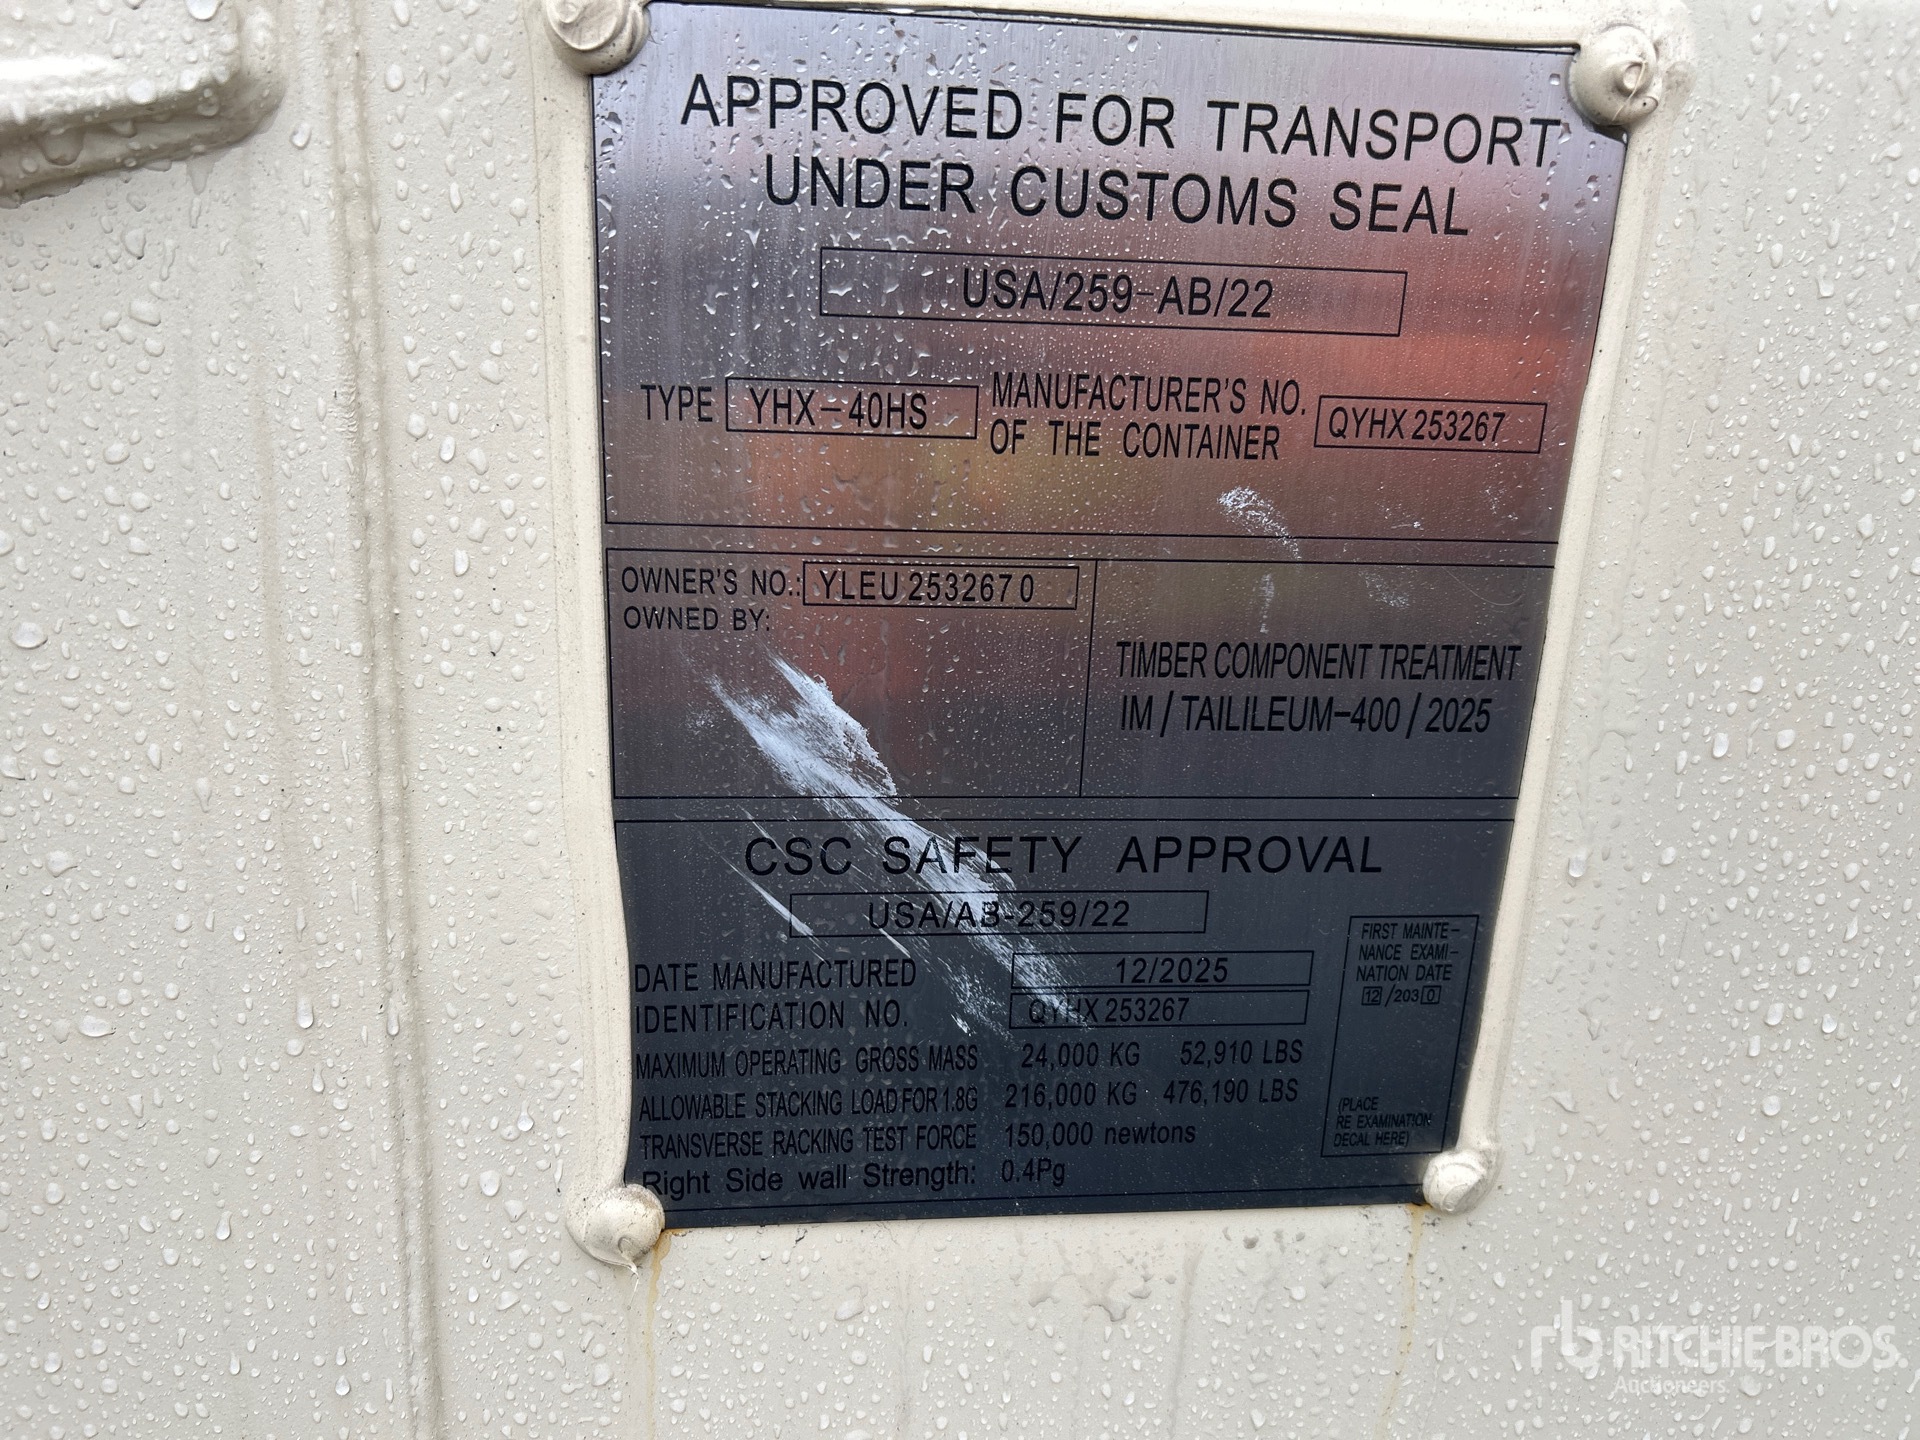 APPROVED FOR TRANSPORT
UNDER CUSTOMS SEAL
USA/259-AB/22
TYPE YHX-40HS MANUFACTURER'S NO. OF THE CONTAINER QYHX 253267
OWNER'S NO.: YLEU 253267 0
OWNED BY:
TIMBER COMPONENT TREATMENT
IM / TAILILEUM-400 / 2025
CSC SAFETY APPROVAL
USA/AB-259/22
DATE MANUFACTURED 12/2025
IDENTIFICATION NO. QYHX 253267
MAXIMUM OPERATING GROSS MASS 24,000 KG 52,910 LBS
ALLOWABLE STACKING LOAD FOR 1.8G 216,000 KG 476,190 LBS
TRANSVERSE RACKING TEST FORCE 150,000 newtons
Right Side wall Strength: 0.4Pg
FIRST MAINTE-
NANCE EXAMI-
NATION DATE
12 /2030
(PLACE
RE EXAMINATION
DECAL HERE)
rb RITCHIE BROS.
Auctioneers